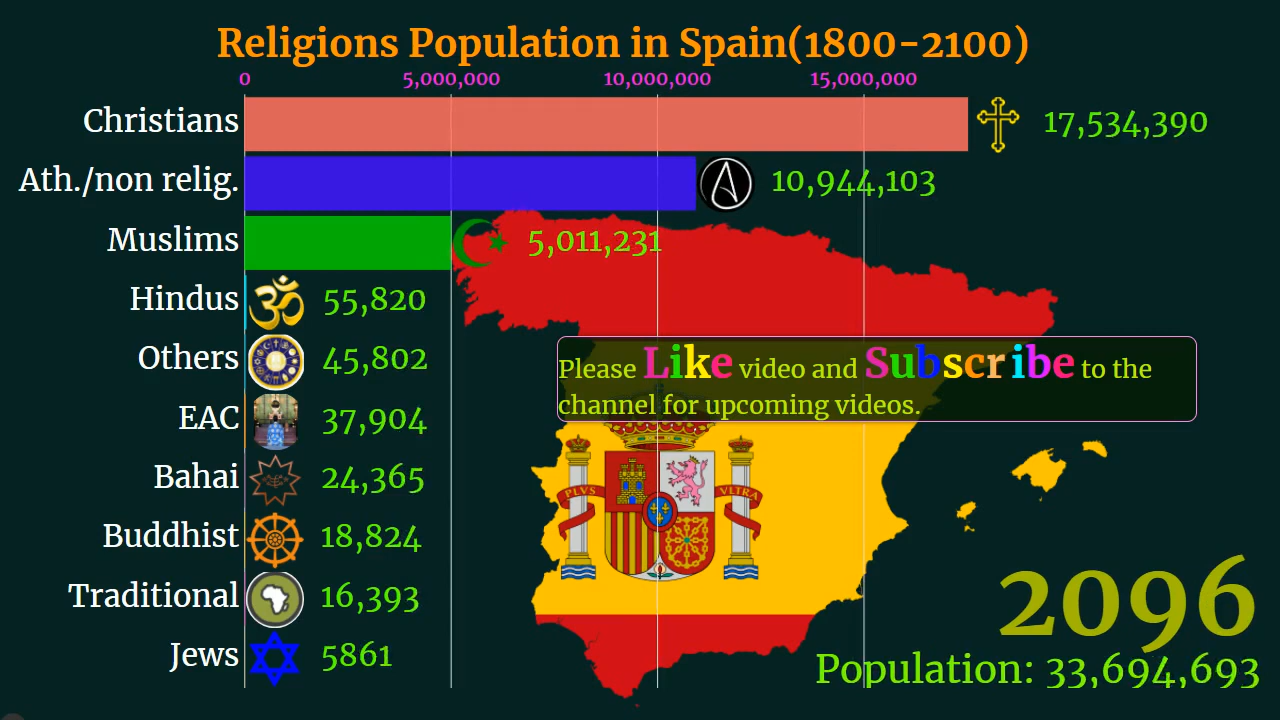 Religions Population in Spain(1800-2100)
0 5,000,000 10,000,000 15,000,000
Christians 17,534,390
Ath./non relig. 10,944,103
Muslims 5,011,231
Hindus 55,820
Others 45,802
Please Like video and Subscribe to the
channel for upcoming videos.
EAC 37,904
Bahai 24,365
PLVS VLTRA
Buddhist 18,824
Traditional 16,393
2096
Jews 5861
Population: 33,694,693